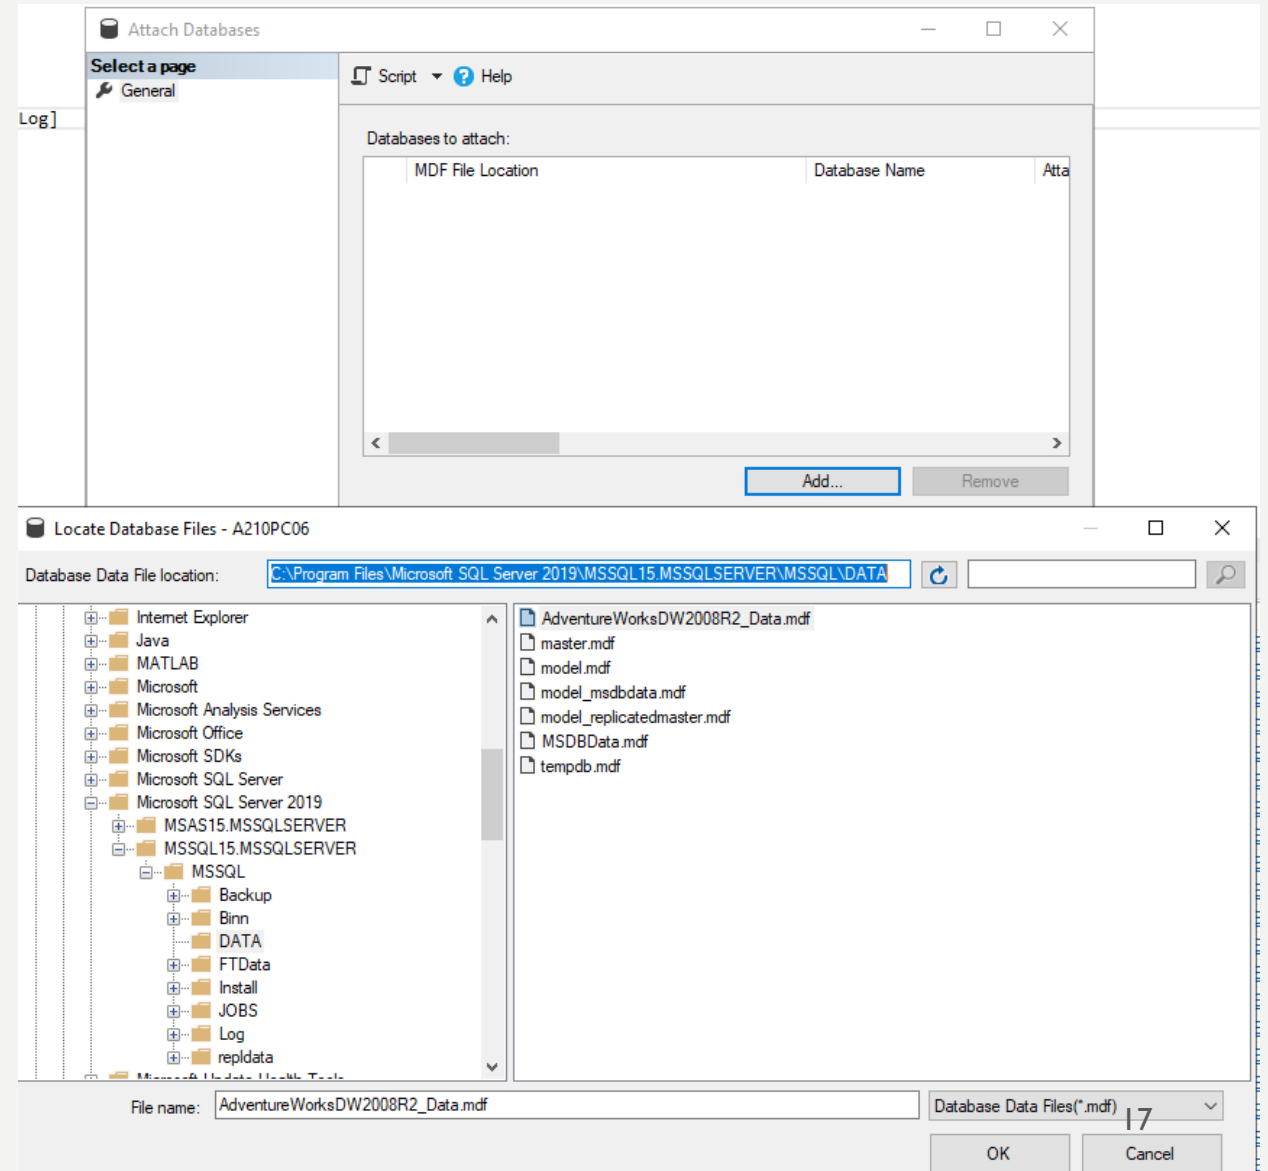 Attach Databases
Select a page
General
Script Help
Log]
Databases to attach:
MDF File Location Database Name Atta
Add... Remove
Locate Database Files - A210PC06
Database Data File location: C:\Program Files\Microsoft SQL Server 2019\MSSQL15.MSSQLSERVER\MSSQL\DATA
Internet Explorer
Java
MATLAB
Microsoft
Microsoft Analysis Services
Microsoft Office
Microsoft SDKs
Microsoft SQL Server
Microsoft SQL Server 2019
MSAS15.MSSQLSERVER
MSSQL15.MSSQLSERVER
MSSQL
Backup
Binn
DATA
FTData
Install
JOBS
Log
repldata
Microsoft Update Health Tools
AdventureWorksDW2008R2_Data.mdf
master.mdf
model.mdf
model_msdbdata.mdf
model_replicatedmaster.mdf
MSDBData.mdf
tempdb.mdf
File name: AdventureWorksDW2008R2_Data.mdf Database Data Files(*.mdf)
17
OK Cancel